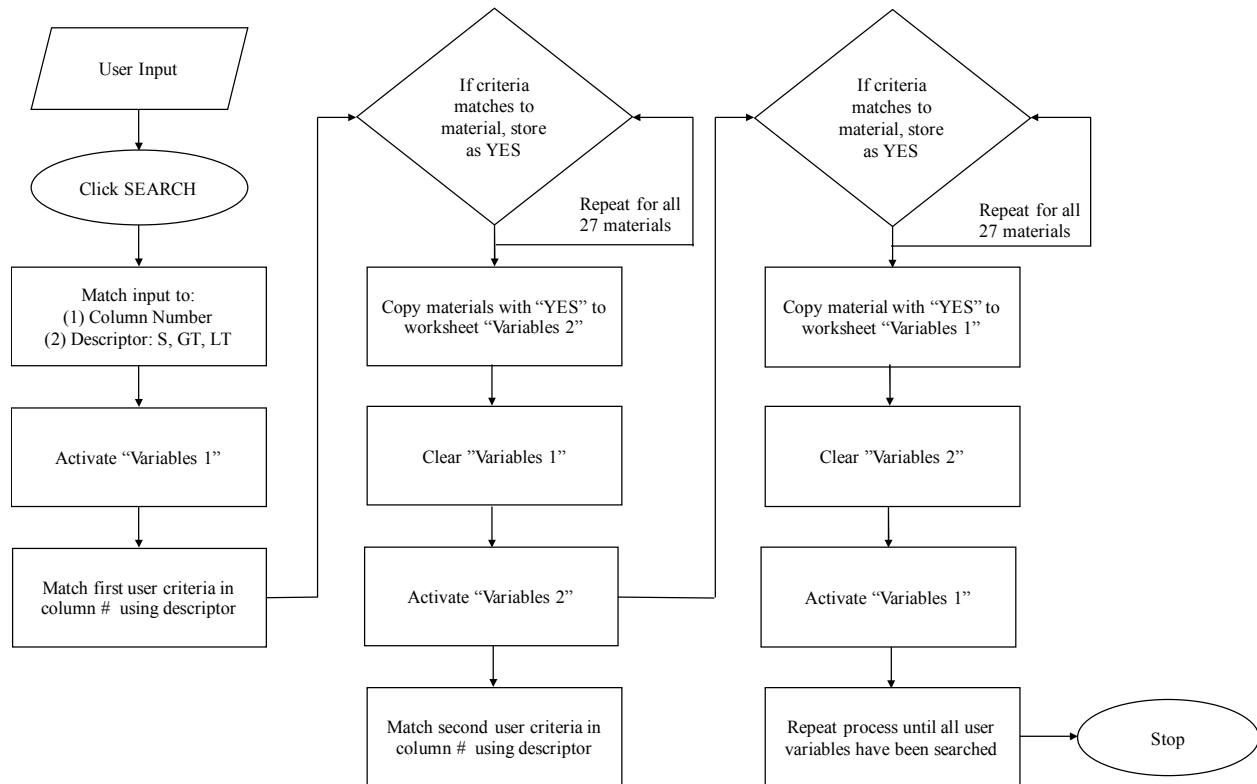 User Input
Click SEARCH
Match input to:
(1) Column Number
(2) Descriptor: S, GT, LT
Activate “Variables 1”
Match first user criteria in
column # using descriptor
If criteria
matches to
material, store
as YES
Repeat for all
27 materials
Copy materials with “YES” to
worksheet “Variables 2”
Clear ”Variables 1”
Activate “Variables 2”
Match second user criteria in
column # using descriptor
If criteria
matches to
material, store
as YES
Repeat for all
27 materials
Copy material with “YES” to
worksheet “Variables 1”
Clear “Variables 2”
Activate “Variables 1”
Repeat process until all user
variables have been searched
Stop